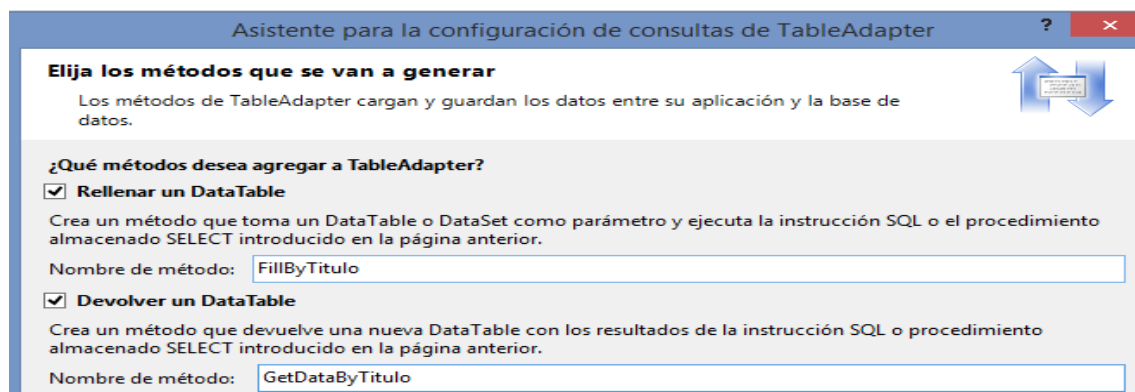 Asistente para la configuración de consultas de TableAdapter
?
×
Elija los métodos que se van a generar
Los métodos de TableAdapter cargan y guardan los datos entre su aplicación y la base de
datos.
¿Qué métodos desea agregar a TableAdapter?
Rellenar un DataTable
Crea un método que toma un DataTable o DataSet como parámetro y ejecuta la instrucción SQL o el procedimiento
almacenado SELECT introducido en la página anterior.
Nombre de método: FillByTitulo
Devolver un DataTable
Crea un método que devuelve una nueva DataTable con los resultados de la instrucción SQL o procedimiento
almacenado SELECT introducido en la página anterior.
Nombre de método: GetDataByTitulo